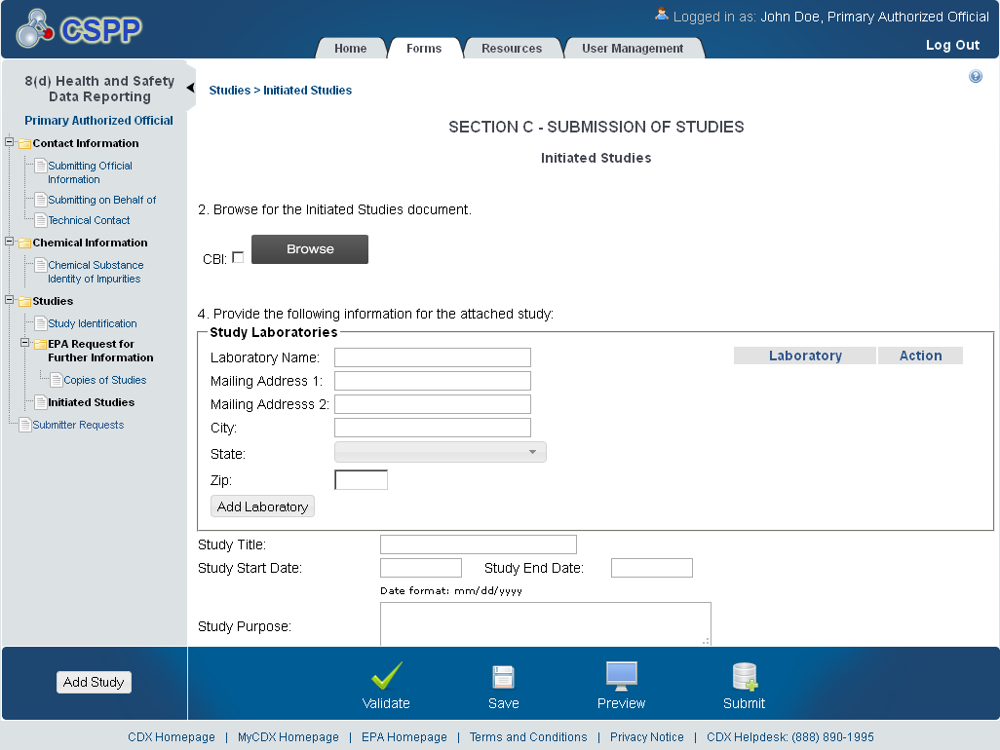 CSPP
Logged in as: John Doe, Primary Authorized Official
Home
Forms
Resources
User Management
Log Out
8(d) Health and Safety
Data Reporting
Primary Authorized Official
Contact Information
Submitting Official
Information
Submitting on Behalf of
Technical Contact
Chemical Information
Chemical Substance
Identity of Impurities
Studies
Study Identification
EPA Request for
Further Information
Copies of Studies
Initiated Studies
Submitter Requests
Studies > Initiated Studies
SECTION C - SUBMISSION OF STUDIES
Initiated Studies
2. Browse for the Initiated Studies document.
CBI:
Browse
4. Provide the following information for the attached study:
Study Laboratories
Laboratory Name:
Mailing Address 1:
Mailing Addresss 2:
City:
State:
Zip:
Add Laboratory
Laboratory
Action
Study Title:
Study Start Date:
Study End Date:
Date format: mm/dd/yyyy
Study Purpose:
Add Study
Validate
Save
Preview
Submit
CDX Homepage | MyCDX Homepage | EPA Homepage | Terms and Conditions | Privacy Notice | CDX Helpdesk: (888) 890-1995